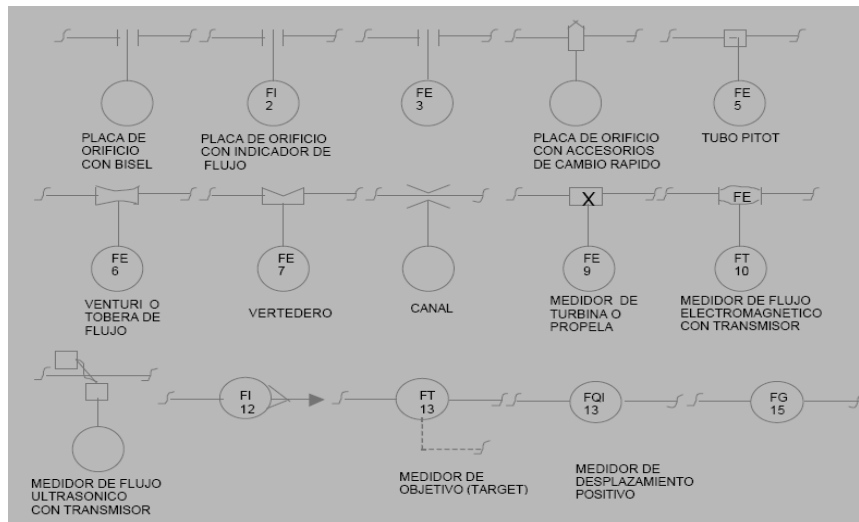 FI
2
FE
3
FE
5
PLACA DE
ORIFICIO
CON BISEL
PLACA DE ORIFICIO
CON INDICADOR DE
FLUJO
PLACA DE ORIFICIO
CON ACCESORIOS
DE CAMBIO RAPIDO
TUBO PITOT
X
FE
FE
6
FE
7
FE
9
FT
10
VENTURI O
TOBERA DE
FLUJO
VERTEDERO
CANAL
MEDIDOR DE
TURBINA O
PROPELA
MEDIDOR DE FLUJO
ELECTROMAGNETICO
CON TRANSMISOR
FI
12
FT
13
FQI
13
FG
15
MEDIDOR DE FLUJO
ULTRASONICO
CON TRANSMISOR
MEDIDOR DE
OBJETIVO (TARGET)
MEDIDOR DE
DESPLAZAMIENTO
POSITIVO